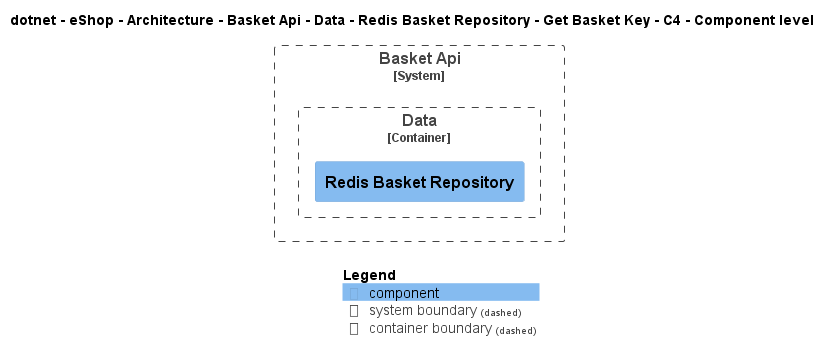 dotnet - eShop - Architecture - Basket Api - Data - Redis Basket Repository - Get Basket Key - C4 - Component level
Basket Api
[System]
Data
[Container]
Redis Basket Repository
Legend
component
system boundary (dashed)
container boundary (dashed)